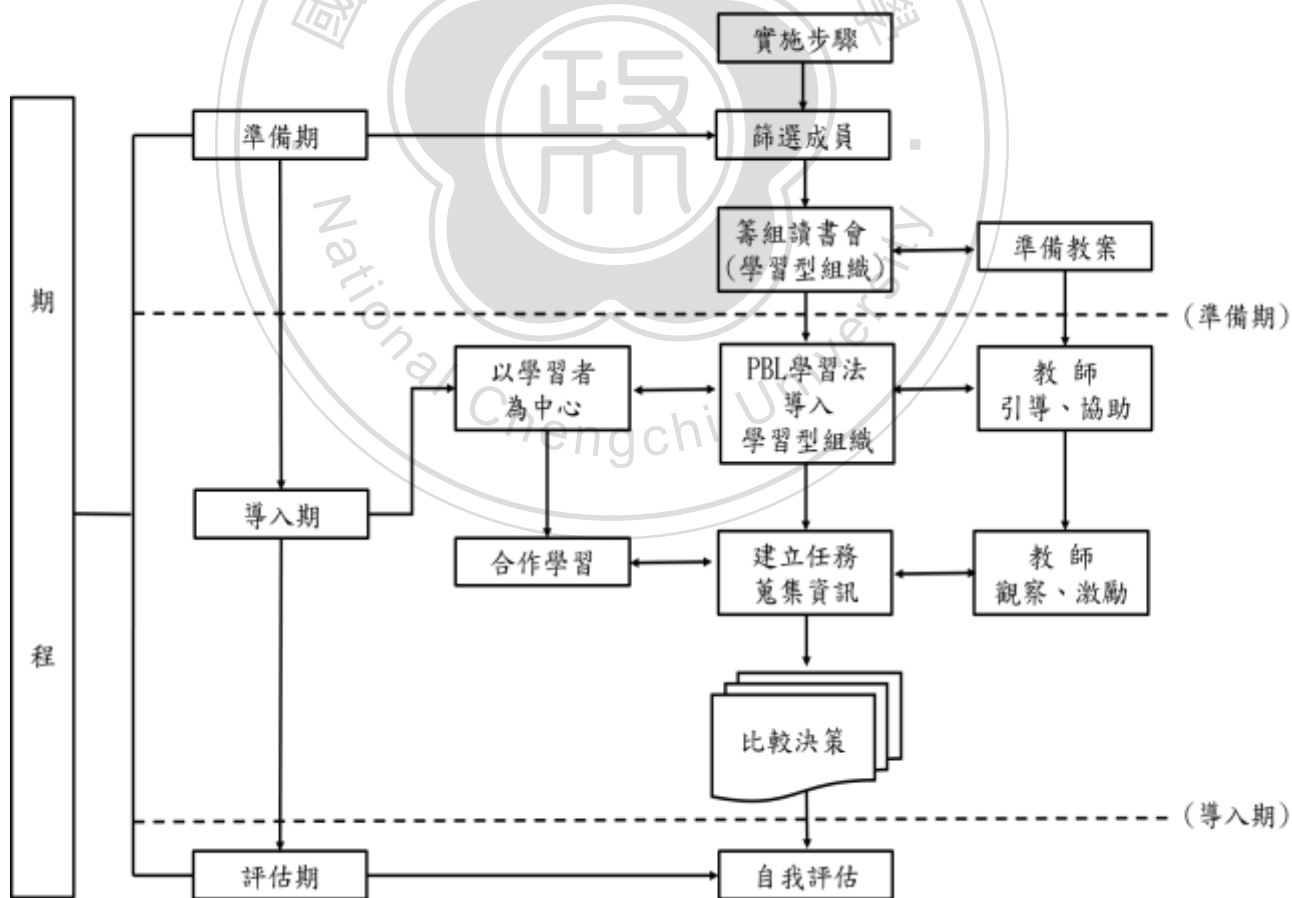 實施步驟
準備期
篩選成員
籌組讀書會
(學習型組織)
準備教案
期
(準備期)
以學習者
為中心
PBL學習法
導入
學習型組織
教 師
引導、協助
導入期
合作學習
建立任務
蒐集資訊
教 師
觀察、激勵
程
比較決策
(導入期)
評估期
自我評估
國
學
政
National Chengchi University